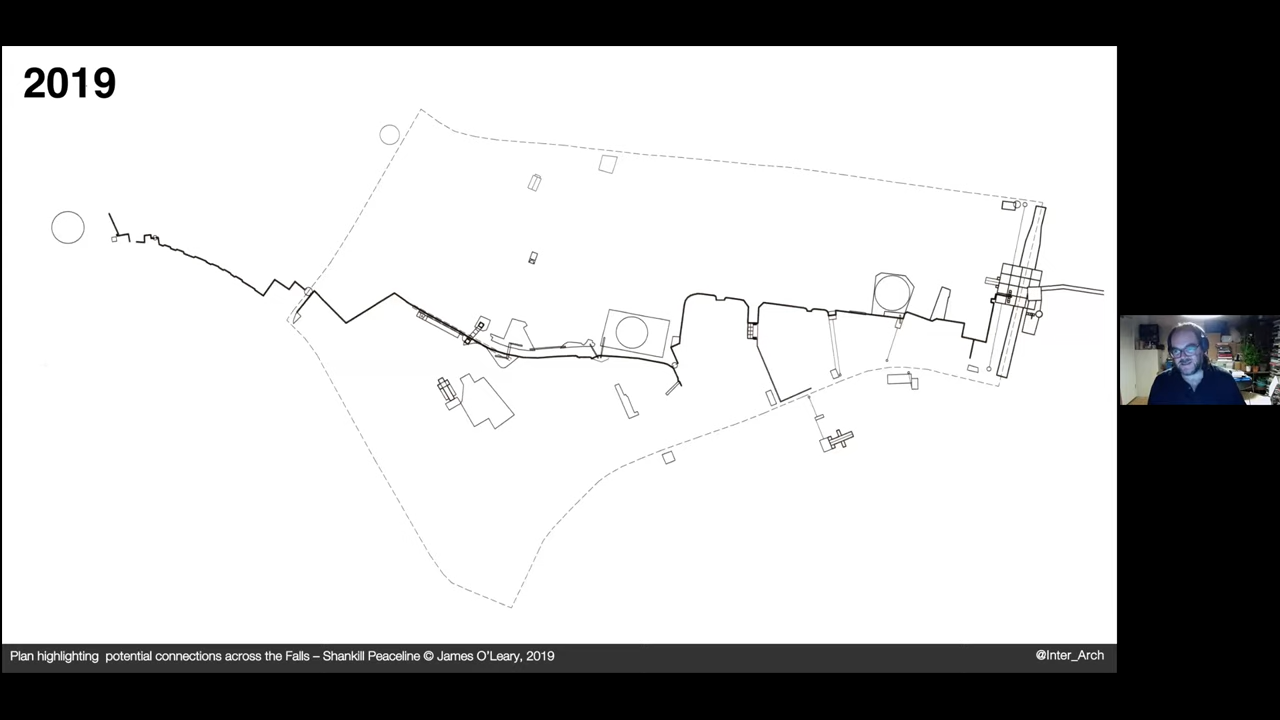 2019
Plan highlighting  potential connections across the Falls – Shankill Peaceline © James O'Leary, 2019
@Inter_Arch